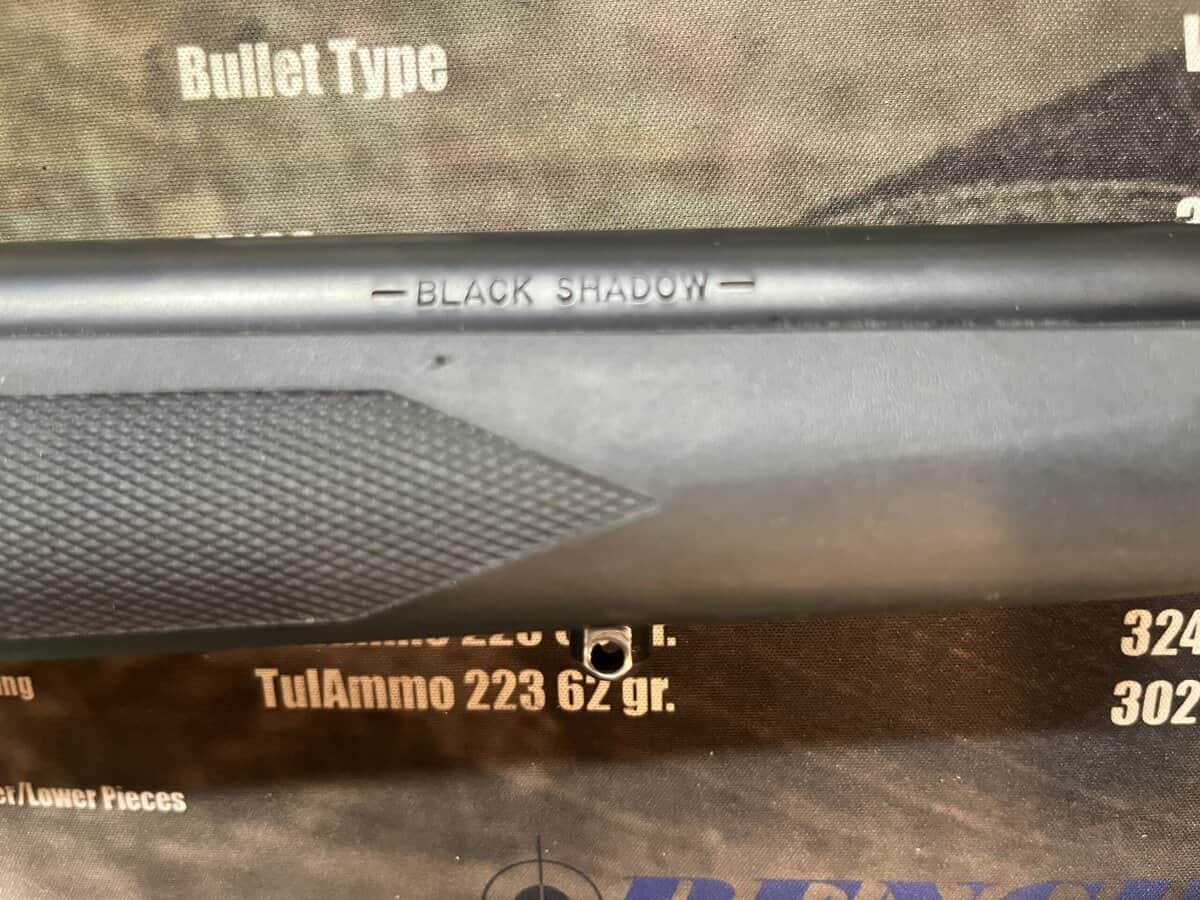 Bullet Type
—BLACK SHADOW—
TulAmmo 223 62 gr.
324
302
er/Lower Pieces